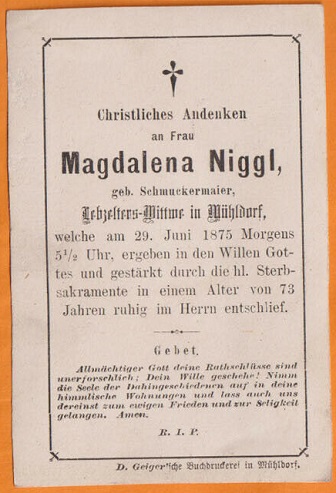 Christliches Andenken
an Frau
Magdalena Niggl,
geb. Schmuckermaier,
Lebzelters-Wittwe in Mühldorf,
welche am 29. Juni 1875 Morgens
5½ Uhr, ergeben in den Willen Got-
tes und gestärkt durch die hl. Sterb-
sakramente in einem Alter von 73
Jahren ruhig im Herrn entschlief.
Gebet.
Allmächtiger Gott deine Rathschlüsse sind
unerforschlich; Dein Wille geschehe! Nimm
die Seele der Dahingeschiedenen auf in deine
himmlische Wohnungen und lass auch uns
dereinst zum ewigen Frieden und zur Seligkeit
gelangen. Amen.
R. I. P.
D. Geiger'sche Buchdruckerei in Mühldorf.